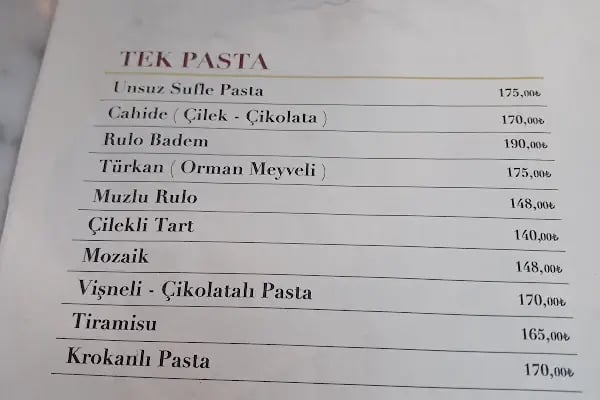 TEK PASTA
Unsuz Sufle Pasta 175,00₺
Cahide ( Çilek - Çikolata ) 170,00₺
Rulo Badem 190,00₺
Türkan ( Orman Meyveli ) 175,00₺
Muzlu Rulo 148,00₺
Çilekli Tart 140,00₺
Mozaik 148,00₺
Vişneli - Çikolatalı Pasta 170,00₺
Tiramisu 165,00₺
Krokanlı Pasta 170,00₺